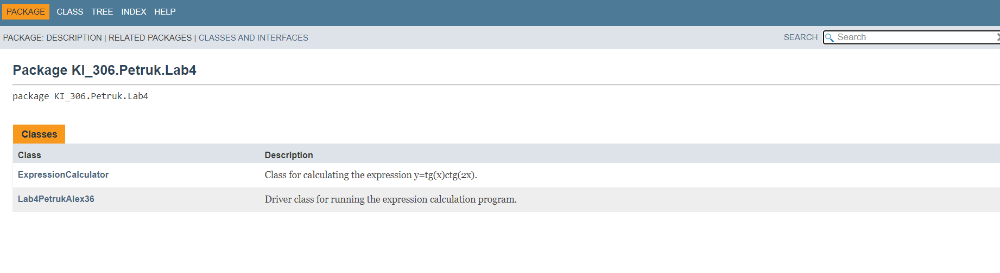 PACKAGE CLASS TREE INDEX HELP
PACKAGE: DESCRIPTION | RELATED PACKAGES | CLASSES AND INTERFACES SEARCH Search
Package KI_306.Petruk.Lab4
package KI_306.Petruk.Lab4
Classes
Class Description
ExpressionCalculator Class for calculating the expression y=tg(x)ctg(2x).
Lab4PetrukAlex36 Driver class for running the expression calculation program.